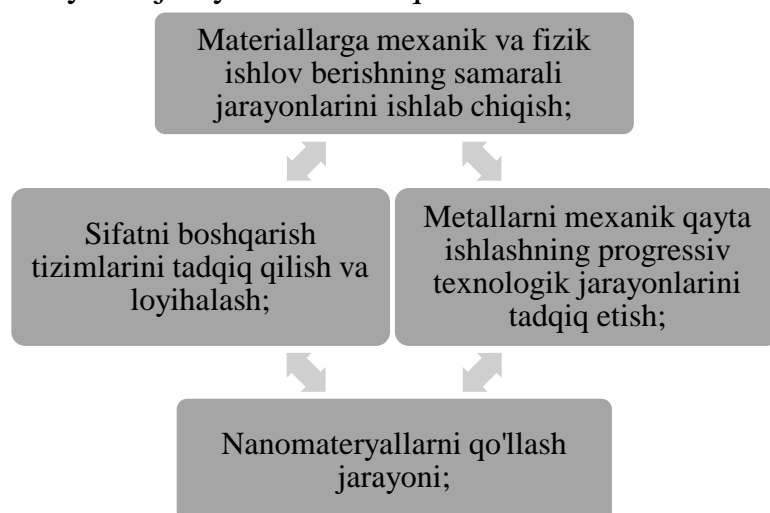 Materiallarga mexanik va fizik
ishlov berishning samarali
jarayonlarini ishlab chiqish;
Sifatni boshqarish
tizimlarini tadqiq qilish va
loyihalash;
Metallarni mexanik qayta
ishlashning progressiv
texnologik jarayonlarini
tadqiq etish;
Nanomateryallarni qo'llash
jarayoni;